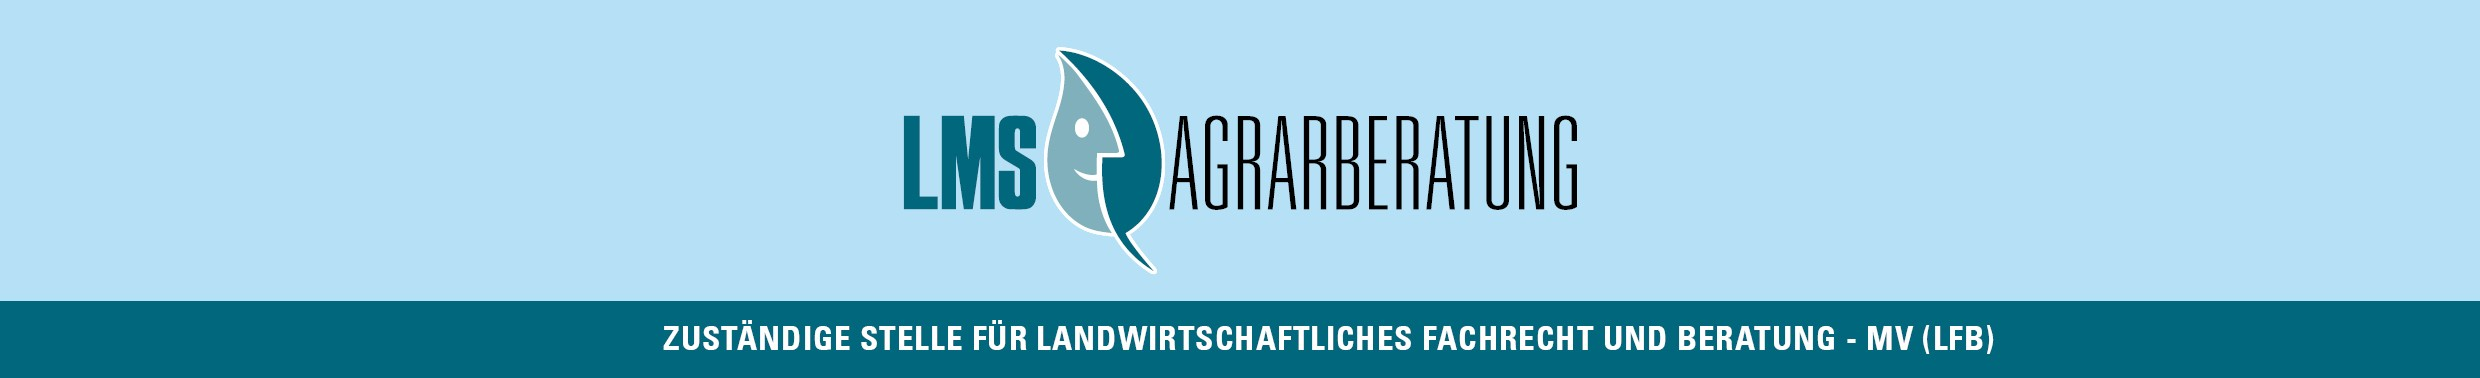 LMS AGRARBERATUNG
ZUSTÄNDIGE STELLE FÜR LANDWIRTSCHAFTLICHES FACHRECHT UND BERATUNG - MV (LFB)